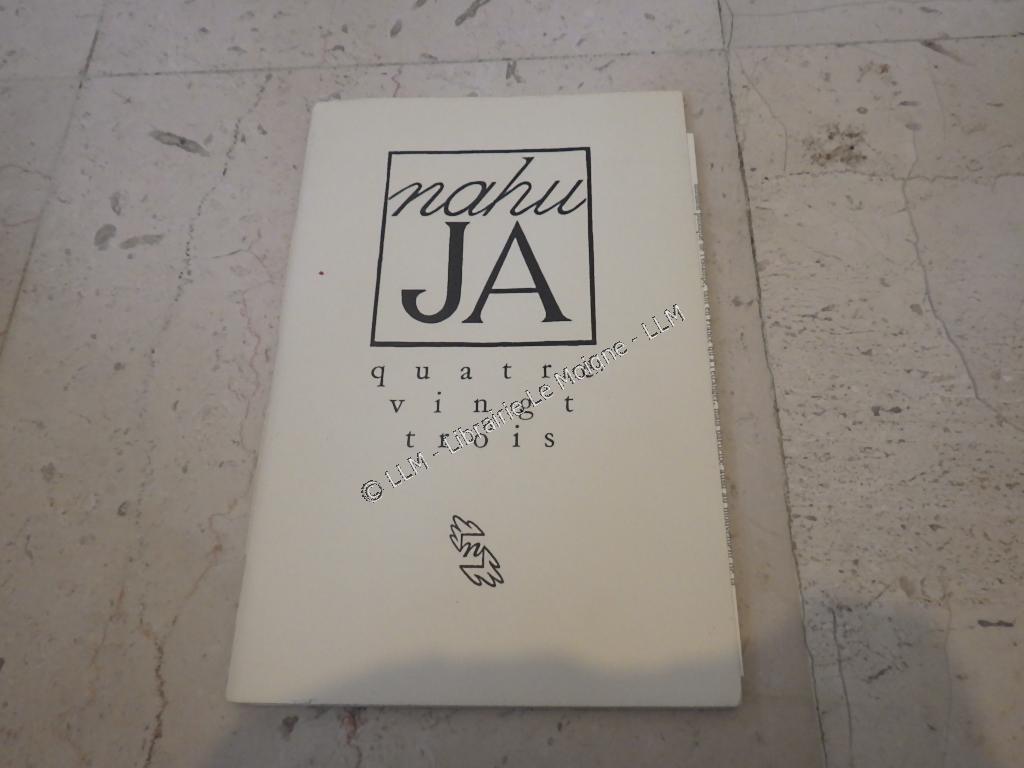 nahu
JA
quatre
vingt
trois
© LLM - Librairie Le Moigne - LLM